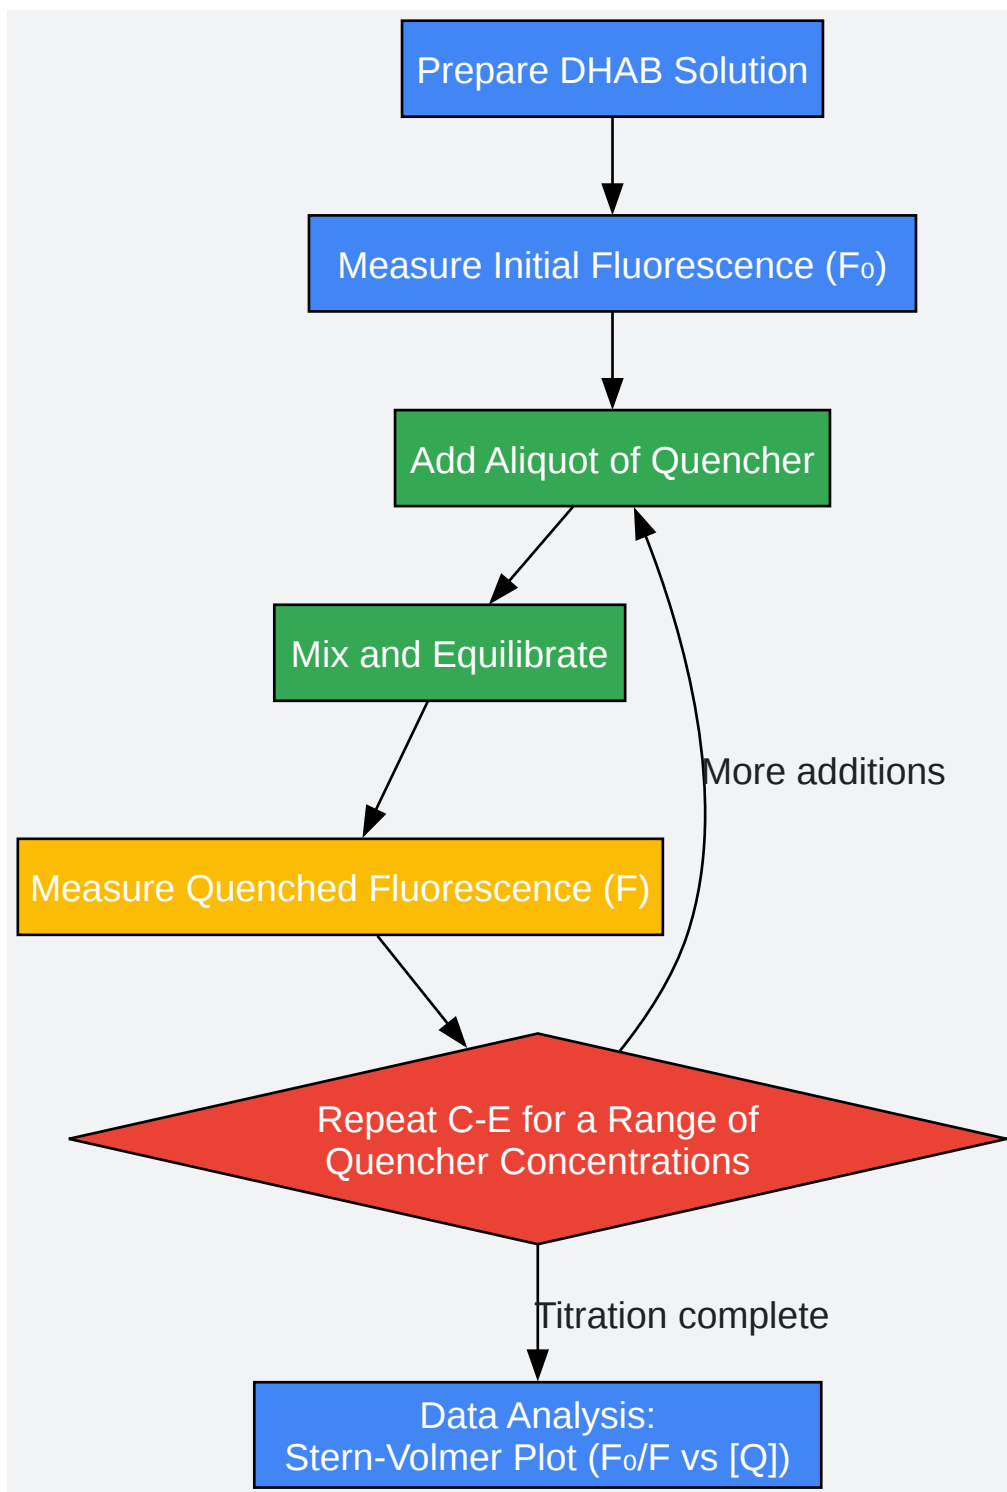 Prepare DHAB Solution
Measure Initial Fluorescence (F₀)
Add Aliquot of Quencher
Mix and Equilibrate
More additions
Measure Quenched Fluorescence (F)
Repeat C-E for a Range of
Quencher Concentrations
Titration complete
Data Analysis:
Stern-Volmer Plot (F₀/F vs [Q])